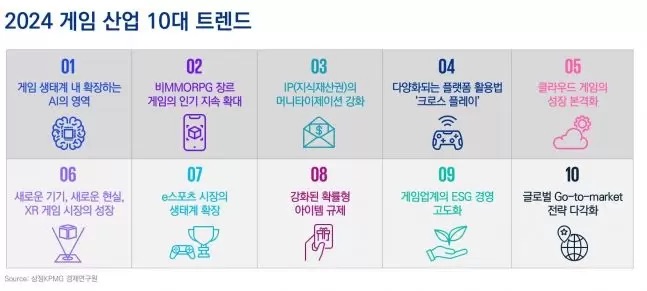 2024 게임 산업 10대 트렌드
01
게임 생태계 내 확장하는
AI의 영역
02
비MMORPG 장르
게임의 인기 지속 확대
03
IP(지식재산권)의
머니타이제이션 강화
04
다양화되는 플랫폼 활용법
'크로스 플레이'
05
클라우드 게임의
성장 본격화
06
새로운 기기, 새로운 현실,
XR 게임 시장의 성장
07
e스포츠 시장의
생태계 확장
08
강화된 확률형
아이템 규제
09
게임업계의 ESG 경영
고도화
10
글로벌 Go-to-market
전략 다각화
Source: 삼정KPMG 경제연구원